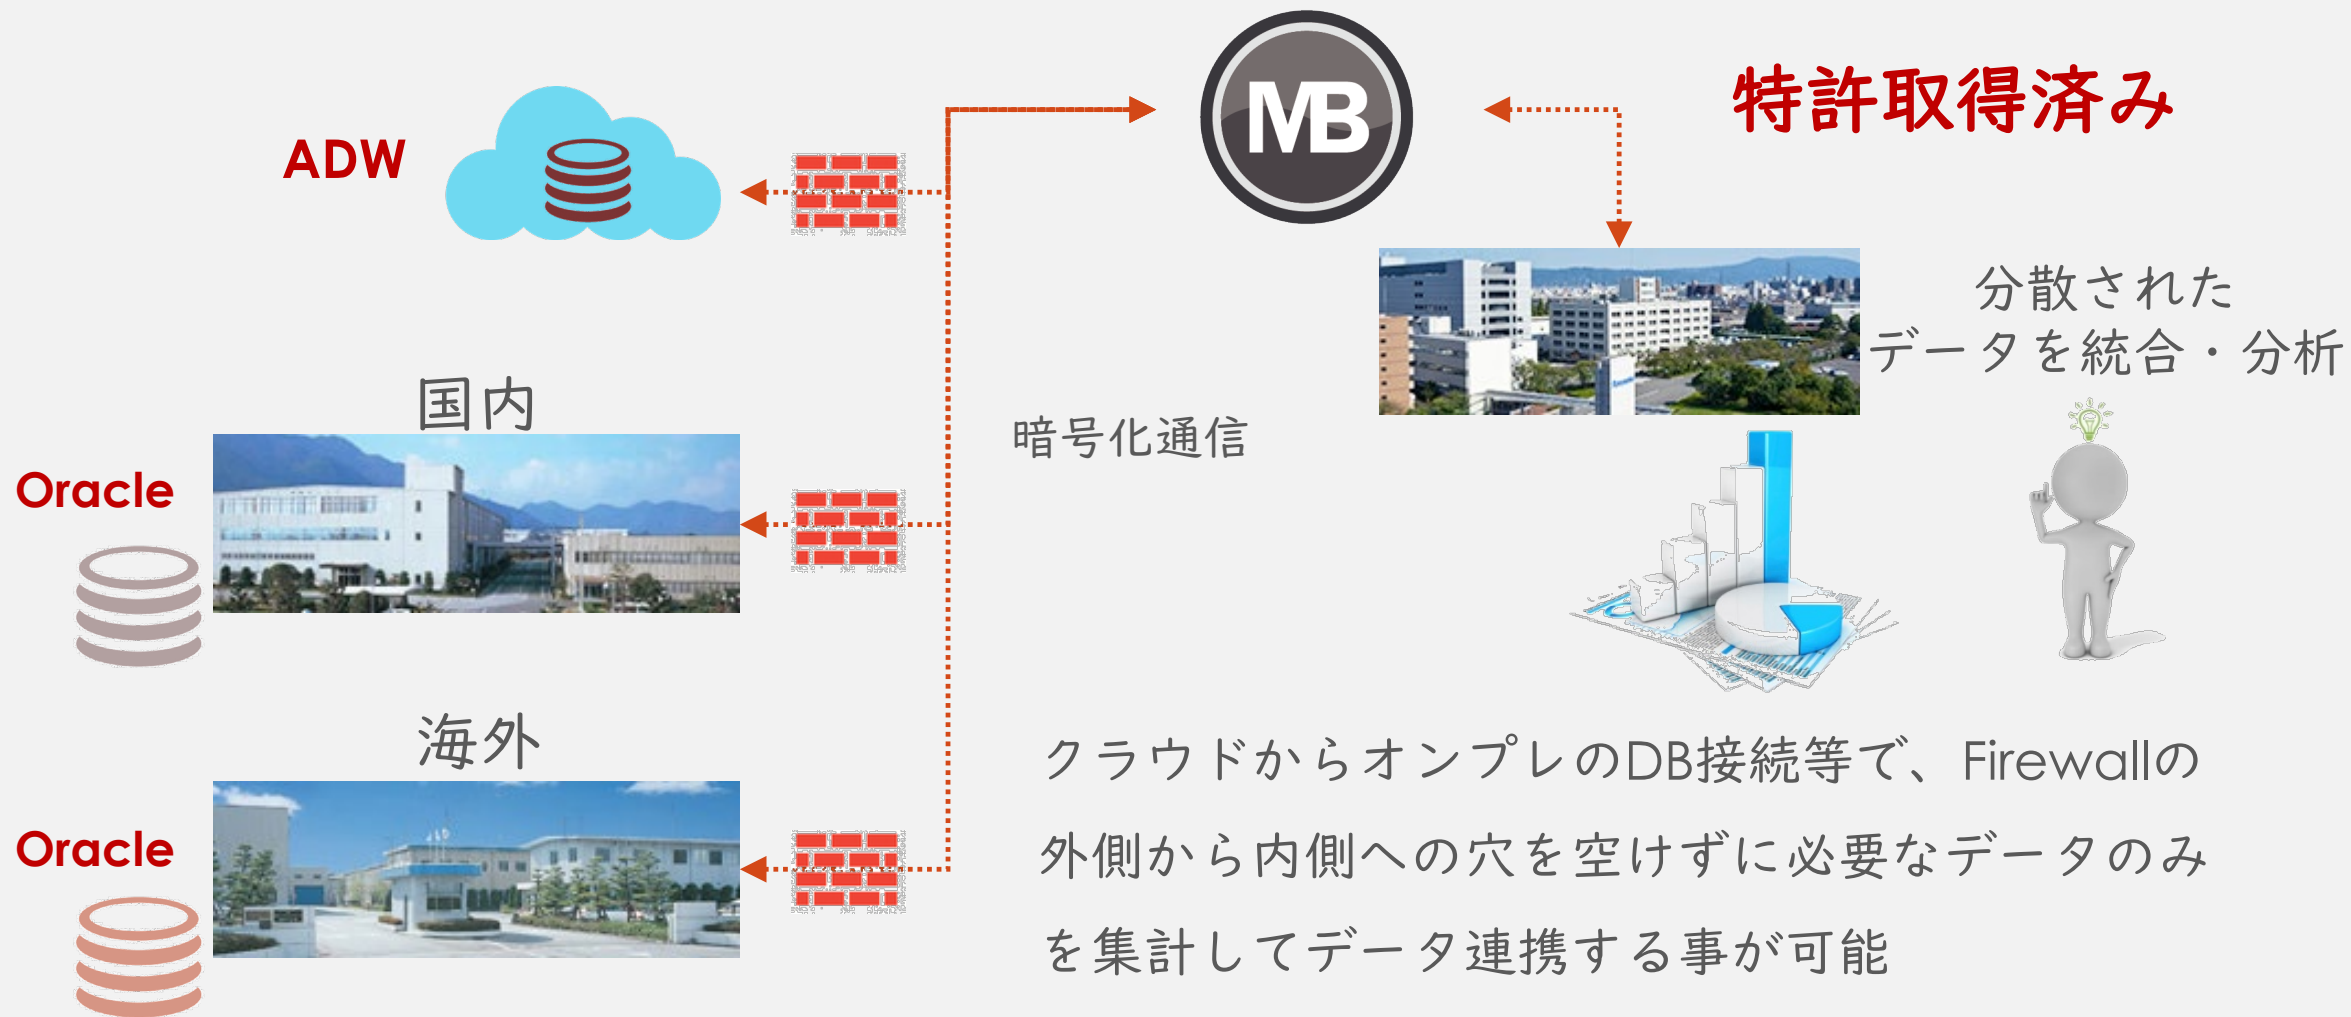 MB
特許取得済み
ADW
分散された
データを統合・分析
国内
暗号化通信
Oracle
海外
Oracle
クラウドからオンプレのDB接続等で、Firewallの
外側から内側への穴を空けずに必要なデータのみ
を集計してデータ連携する事が可能